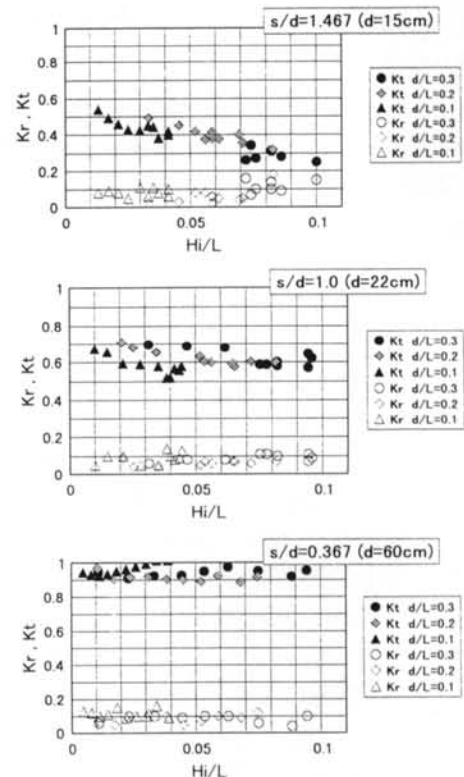 s/d=1.467 (d=15cm)
Kr , Kt
1
0.8
0.6
0.4
0.2
0
0
0.05
0.1
Hi/L
Kt d/L=0.3
Kt d/L=0.2
Kt d/L=0.1
Kr d/L=0.3
Kr d/L=0.2
Kr d/L=0.1
s/d=1.0 (d=22cm)
Kr , Kt
1
0.8
0.6
0.4
0.2
0
0
0.05
0.1
Hi/L
Kt d/L=0.3
Kt d/L=0.2
Kt d/L=0.1
Kr d/L=0.3
Kr d/L=0.2
Kr d/L=0.1
s/d=0.367 (d=60cm)
Kr , Kt
1
0.8
0.6
0.4
0.2
0
0
0.05
0.1
Hi/L
Kt d/L=0.3
Kt d/L=0.2
Kt d/L=0.1
Kr d/L=0.3
Kr d/L=0.2
Kr d/L=0.1